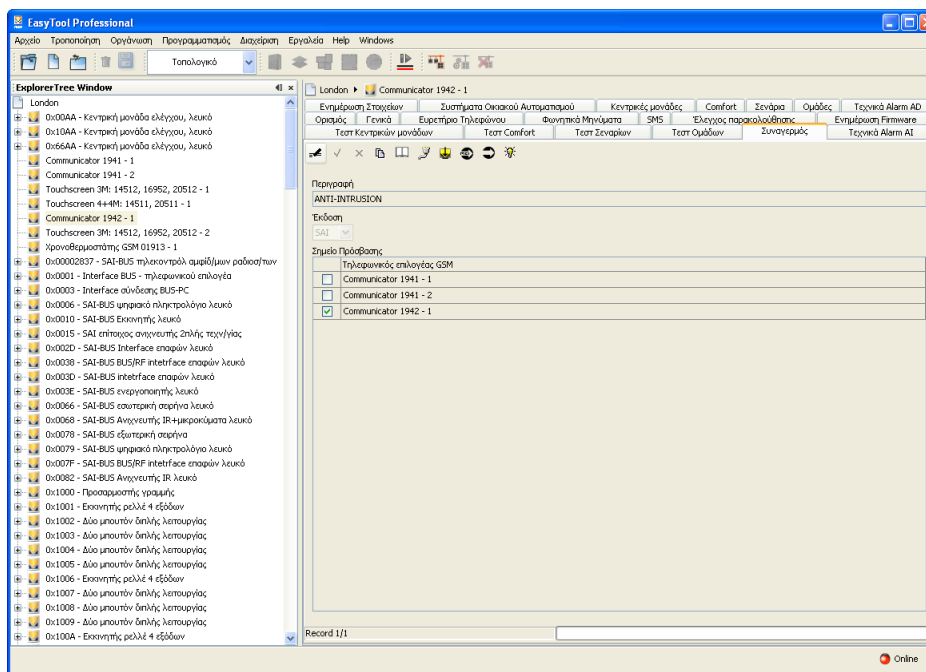 EasyTool Professional
Αρχείο Τροποποίηση Οργάνωση Προγραμματισμός Διαχείριση Εργαλεία Help Windows
Τοπολογικό
ExplorerTree Window
London
0x00AA - Κεντρική μονάδα ελέγχου, λευκό
0x10AA - Κεντρική μονάδα ελέγχου, λευκό
0x66AA - Κεντρική μονάδα ελέγχου, λευκό
Communicator 1941 - 1
Communicator 1941 - 2
Touchscreen 3M: 14512, 16952, 20512 - 1
Touchscreen 4+4M: 14511, 20511 - 1
Communicator 1942 - 1
Touchscreen 3M: 14512, 16952, 20512 - 2
Χρονοθερμοστάτης GSM 01913 - 1
0x00002837 - SAI-BUS τηλεκοντρόλ αμφίδ/μων ραδιοσ/των
0x0001 - Interface BUS - τηλεφωνικού επιλογέα
0x0003 - Interface σύνδεσης BUS-PC
0x0006 - SAI-BUS ψηφιακό πληκτρολόγιο λευκό
0x0010 - SAI-BUS Εκκινητής λευκό
0x0015 - SAI επίτοιχος ανιχνευτής 2πλής τεχν/γίας
0x002D - SAI-BUS Interface επαφών λευκό
0x0038 - SAI-BUS BUS/RF intetrface επαφών λευκό
0x003D - SAI-BUS intetrface επαφών λευκό
0x003E - SAI-BUS ενεργοποιητής λευκό
0x0066 - SAI-BUS εσωτερική σειρήνα λευκό
0x0068 - SAI-BUS Ανιχνευτής IR+μικροκύματα λευκό
0x0078 - SAI-BUS εξωτερική σειρήνα
0x0079 - SAI-BUS ψηφιακό πληκτρολόγιο λευκό
0x007F - SAI-BUS BUS/RF intetrface επαφών λευκό
0x0082 - SAI-BUS Ανιχνευτής IR λευκό
0x1000 - Προσαρμοστής γραμμής
0x1001 - Εκκινητής ρελλέ 4 εξόδων
0x1002 - Δύο μπουτόν διπλής λειτουργίας
0x1003 - Δύο μπουτόν διπλής λειτουργίας
0x1004 - Δύο μπουτόν διπλής λειτουργίας
0x1005 - Δύο μπουτόν διπλής λειτουργίας
0x1006 - Εκκινητής ρελλέ 4 εξόδων
0x1007 - Δύο μπουτόν διπλής λειτουργίας
0x1008 - Δύο μπουτόν διπλής λειτουργίας
0x1009 - Δύο μπουτόν διπλής λειτουργίας
0x100A - Εκκινητής ρελλέ 4 εξόδων
London Communicator 1942 - 1
Ενημέρωση Στοιχείων Συστήματα Οικιακού Αυτοματισμού Κεντρικές μονάδες Comfort Σενάρια Ομάδες Τεχνικά Alarm AD
Ορισμός Γενικά Ευρετήριο Τηλεφώνου Φωνητικά Μηνύματα SMS Έλεγχος παρακολούθησης Ενημέρωση Firmware
Τεστ Κεντρικών μονάδων Τεστ Comfort Τεστ Σεναρίων Τεστ Ομάδων Συναγερμός Τεχνικά Alarm AI
Περιγραφή
ANTI-INTRUSION
Έκδοση
SAI
Σημείο Πρόσβασης
Τηλεφωνικός επιλογέας GSM
Communicator 1941 - 1
Communicator 1941 - 2
Communicator 1942 - 1
Record 1/1
Online